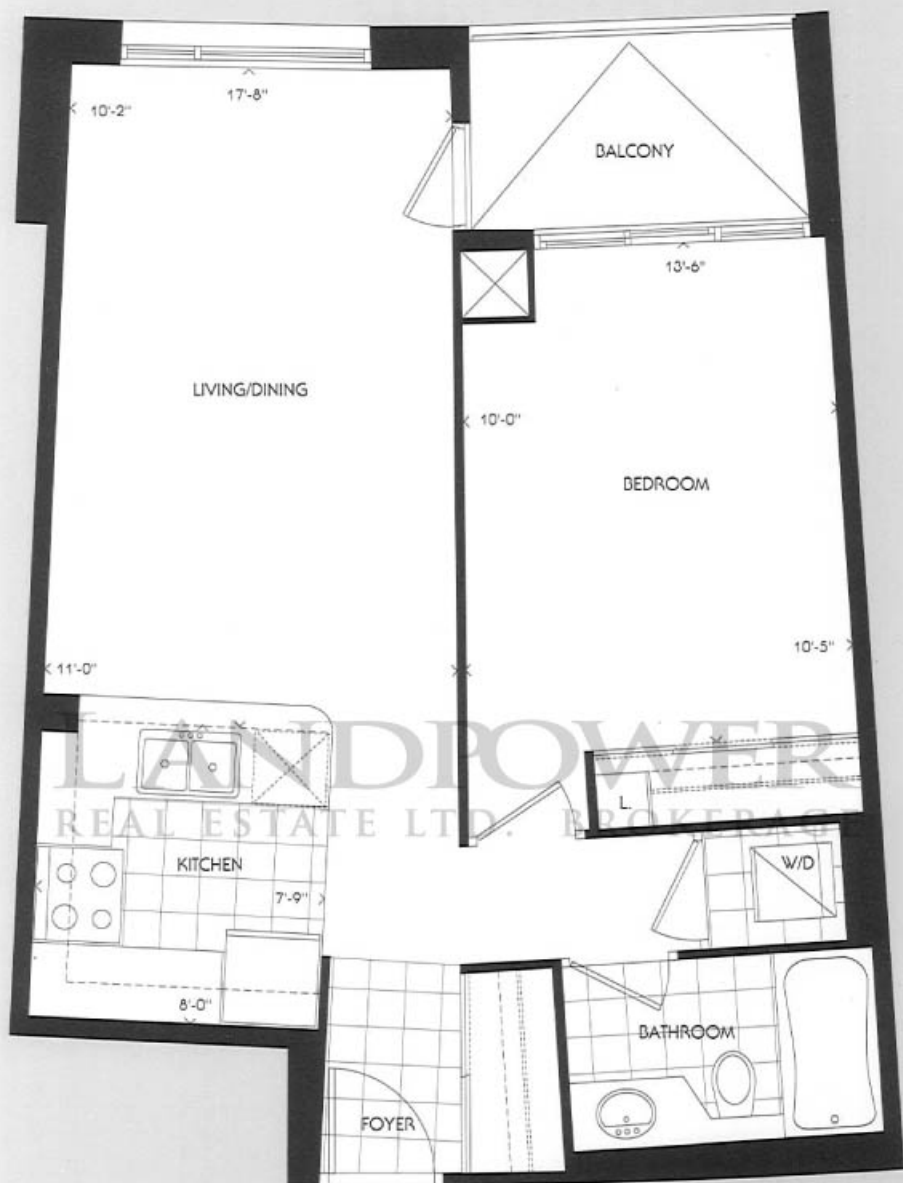 17'-8"
10'-2"
BALCONY
13'-6"
LIVING/DINING
10'-0"
BEDROOM
10'-5"
11'-0"
LANDPOWER
REAL ESTATE LTD. BROKERAGE
L.
KITCHEN
W/D
7'-9"
8'-0"
BATHROOM
FOYER